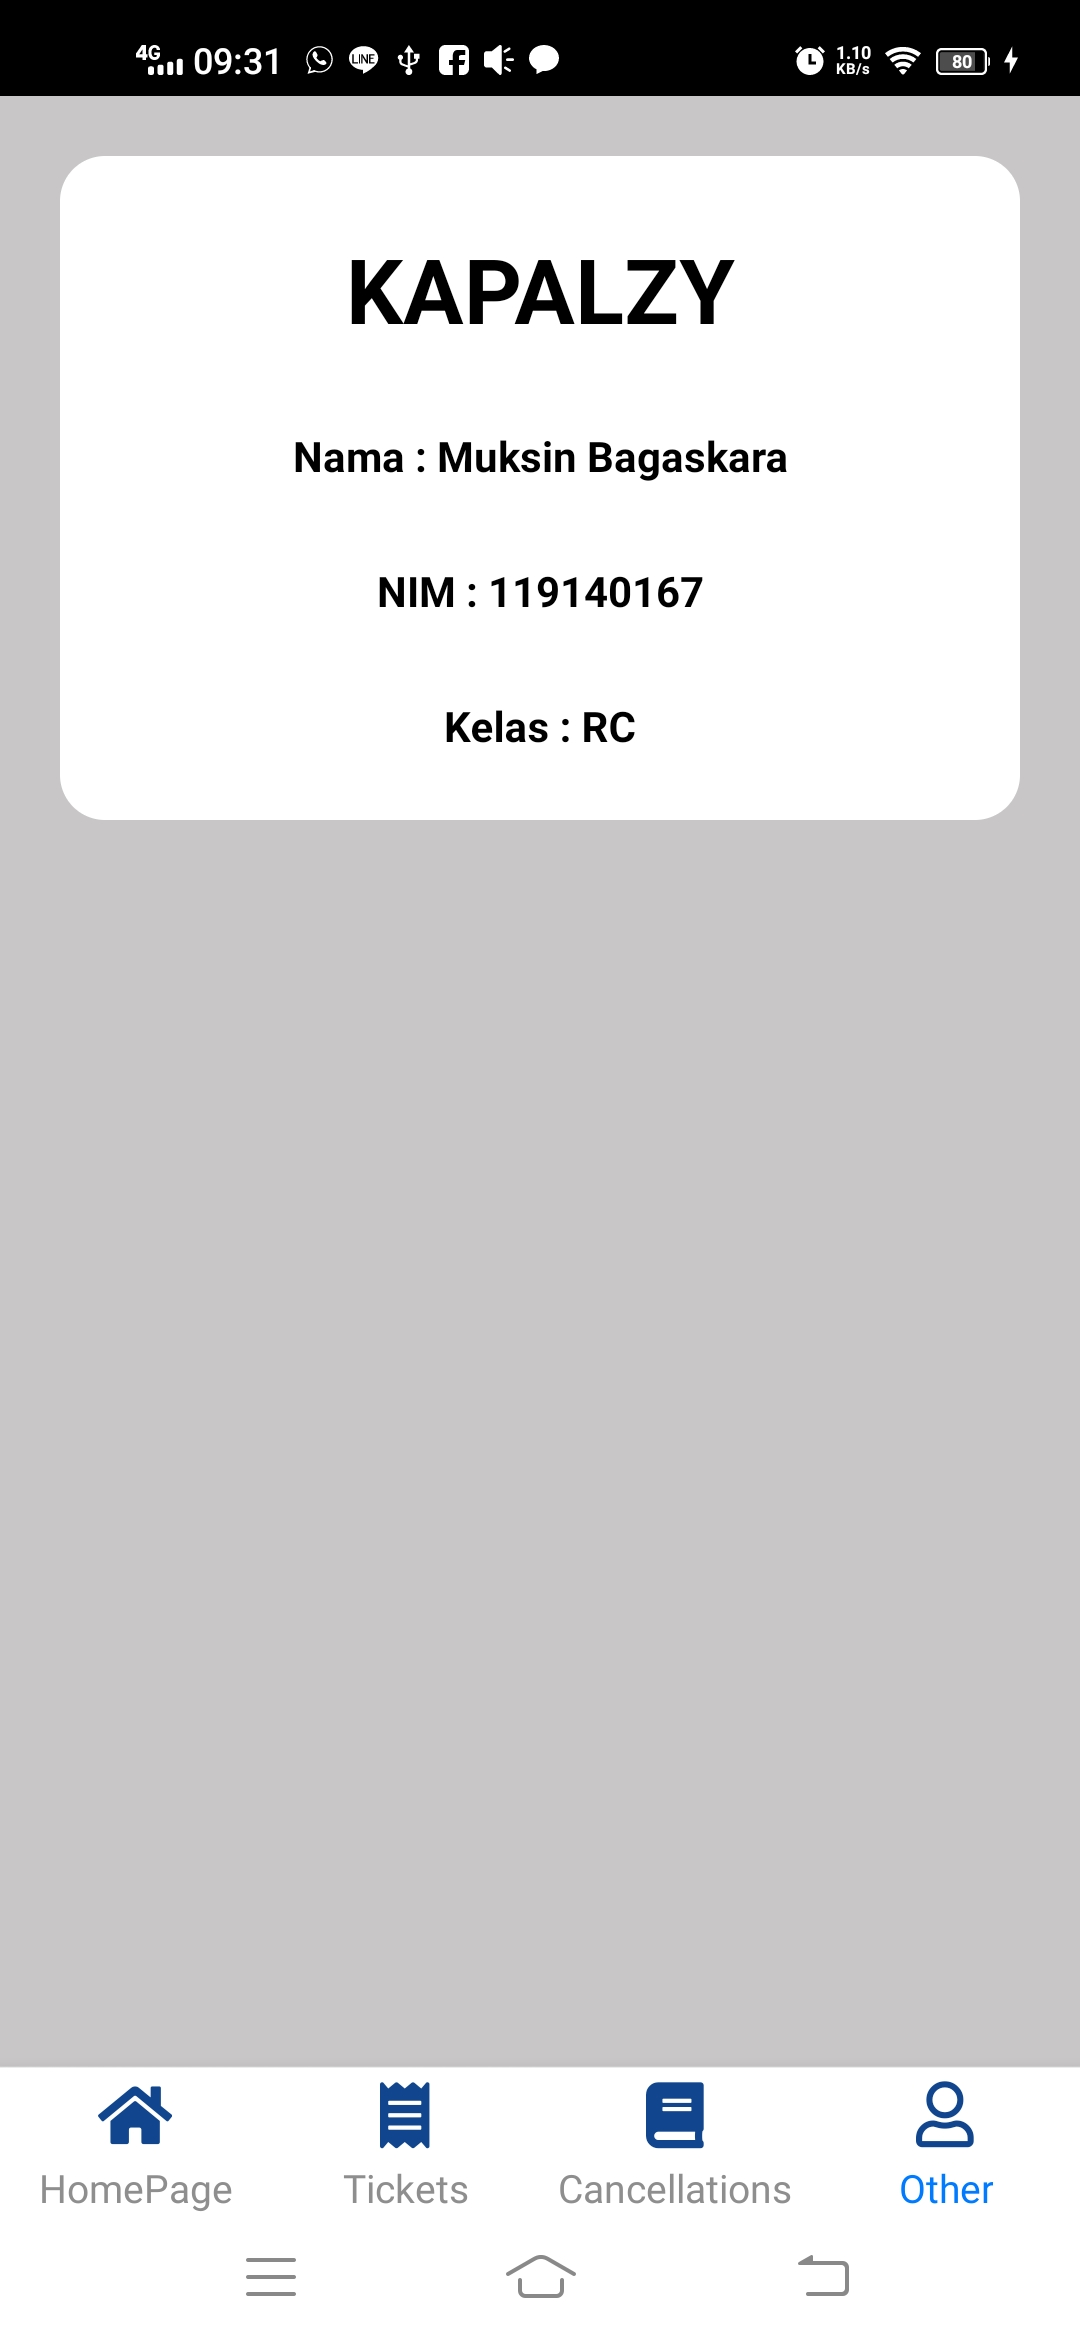 4G 09:31 LINE 1.10 KB/s 80
KAPALZY
Nama : Muksin Bagaskara
NIM : 119140167
Kelas : RC
HomePage Tickets Cancellations Other